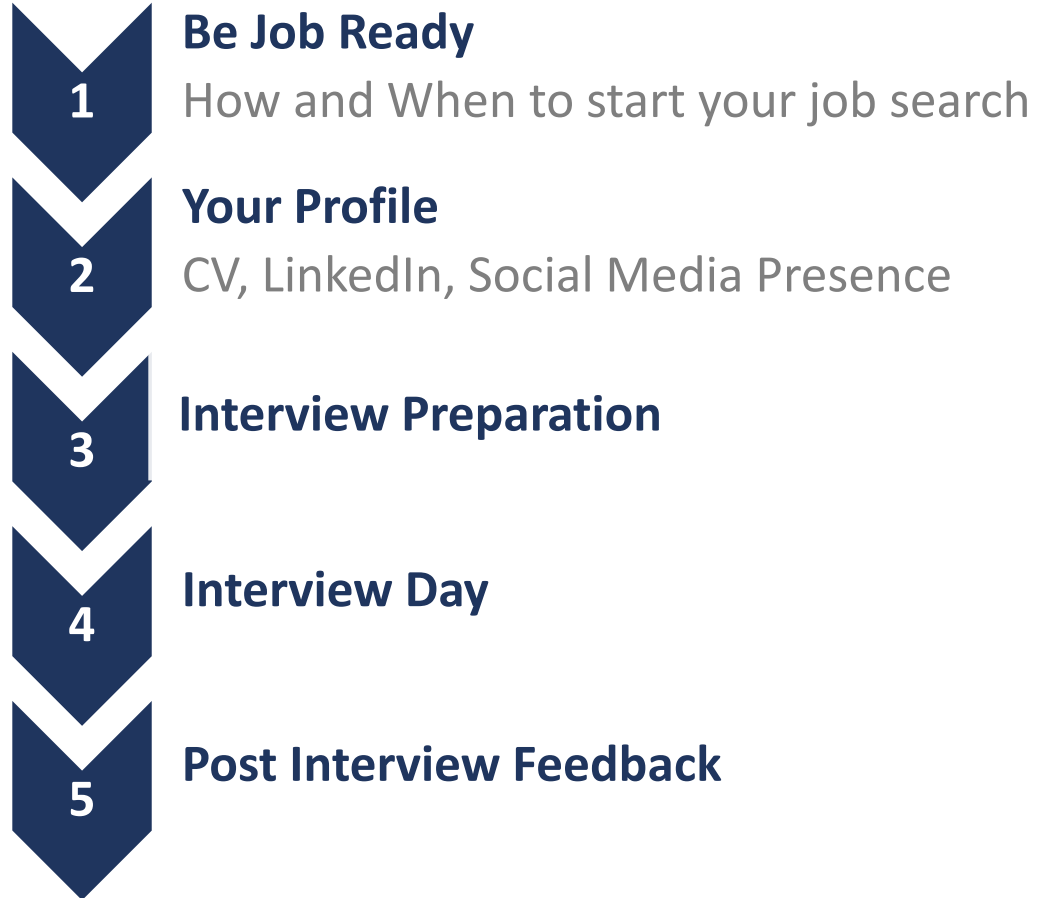 1
Be Job Ready
How and When to start your job search
2
Your Profile
CV, LinkedIn, Social Media Presence
3
Interview Preparation
4
Interview Day
5
Post Interview Feedback